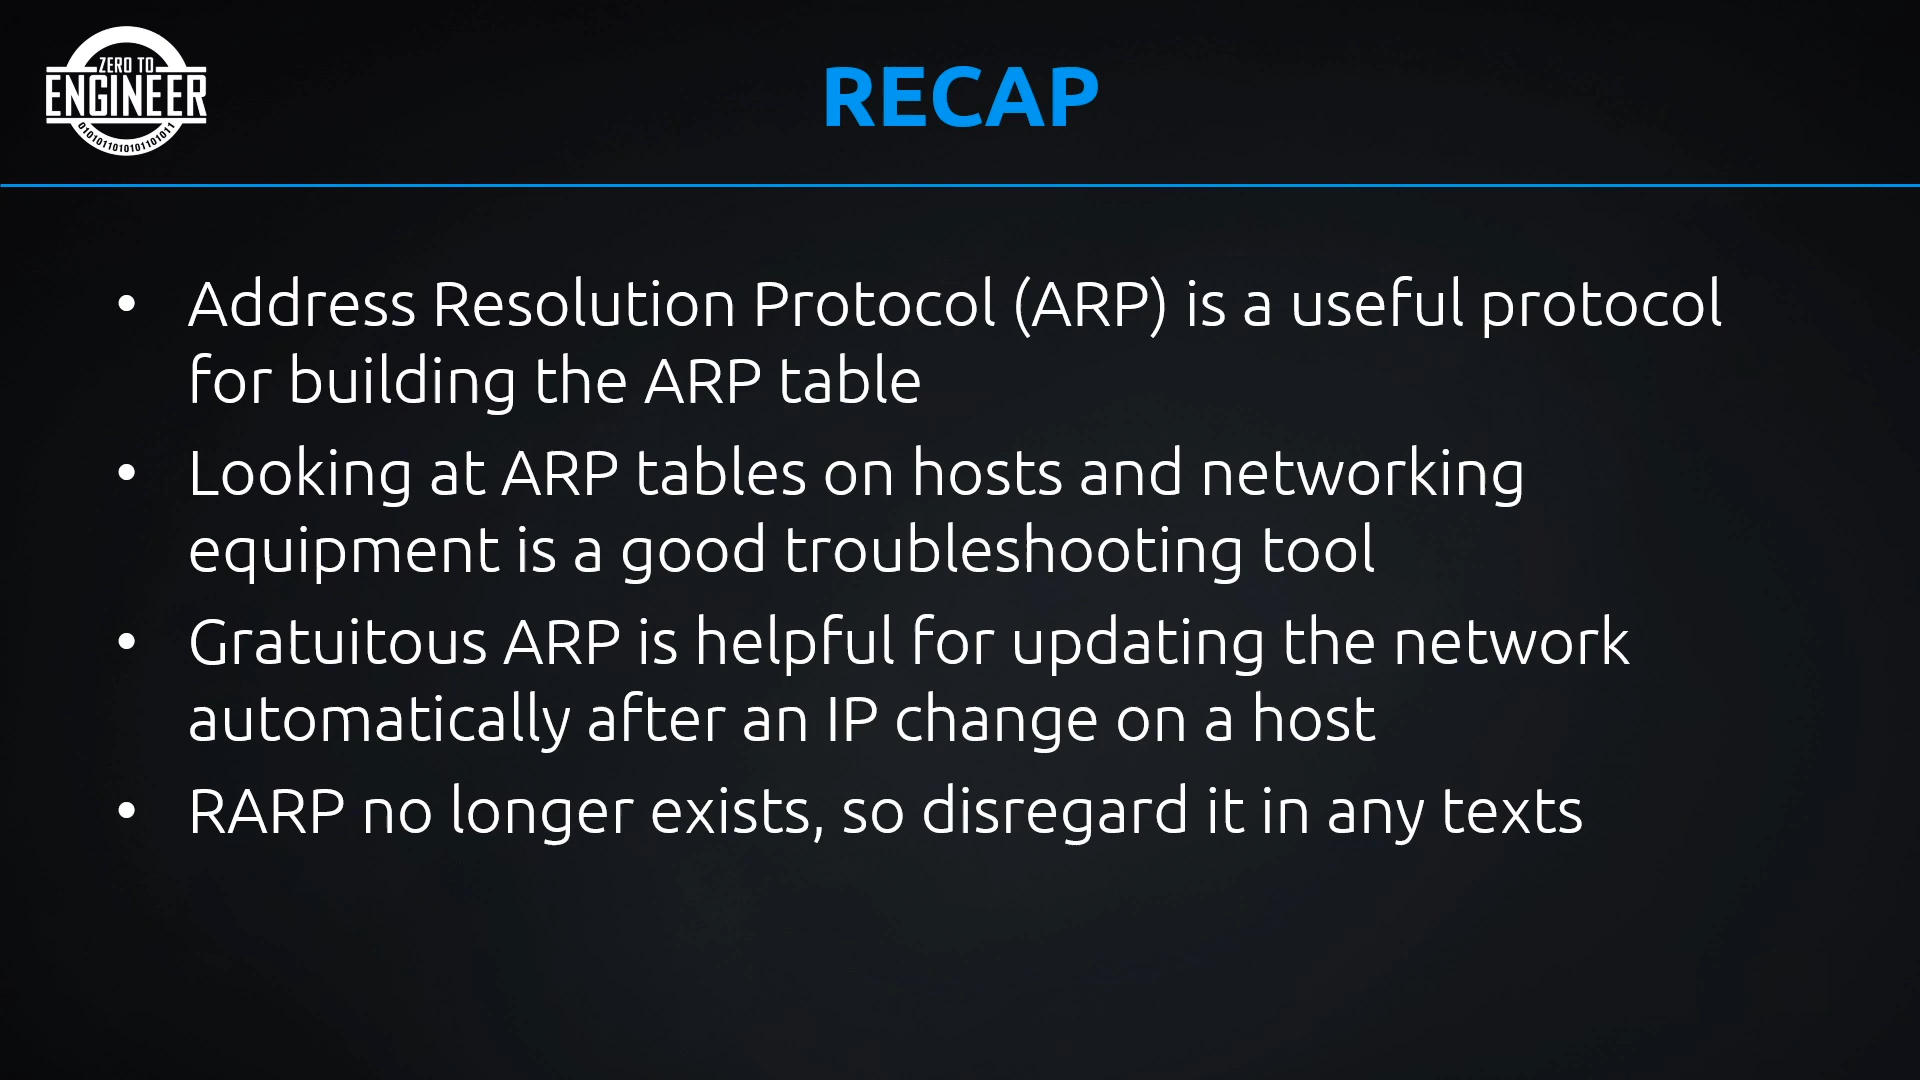 ZERO TO
ENGINEER
RECAP
• Address Resolution Protocol (ARP) is a useful protocol
for building the ARP table
• Looking at ARP tables on hosts and networking
equipment is a good troubleshooting tool
• Gratuitous ARP is helpful for updating the network
automatically after an IP change on a host
• RARP no longer exists, so disregard it in any texts